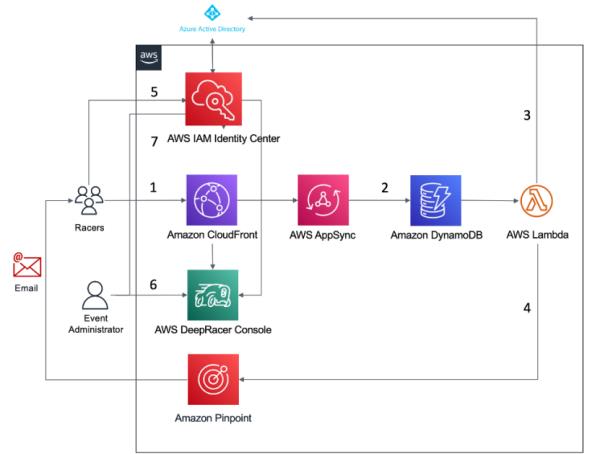 Azure Active Directory
aws
5
AWS IAM Identity Center
3
7
1
2
Racers
Amazon CloudFront
AWS AppSync
Amazon DynamoDB
AWS Lambda
@
Email
6
4
Event
Administrator
AWS DeepRacer Console
Amazon Pinpoint